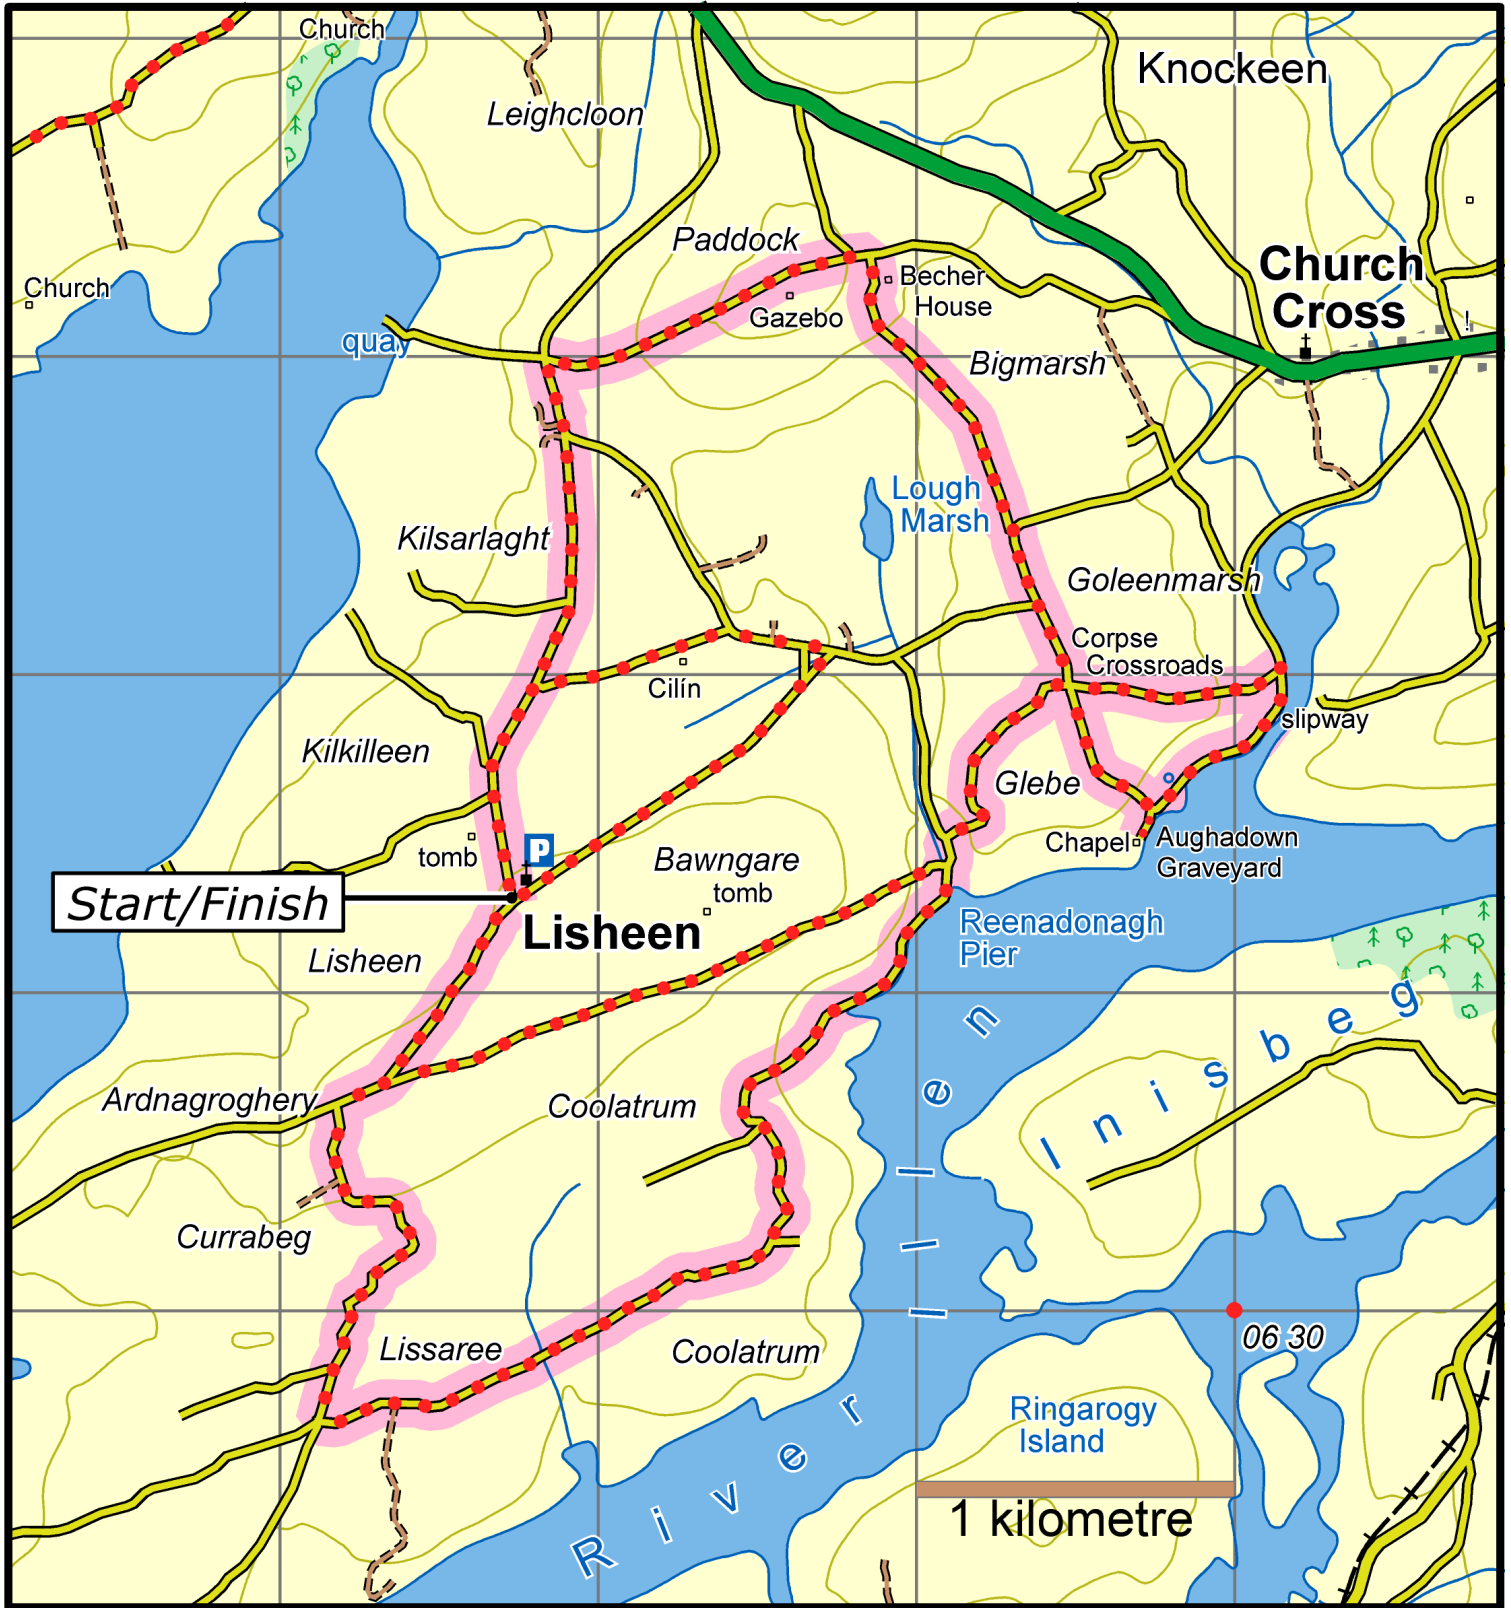 Church
Knockeen
Leighcloon
Paddock
Church
Cross
Becher
House
Church
Gazebo
!
quay
Bigmarsh
Lough
Marsh
Kilsarlaght
Goleenmarsh
Corpse
Crossroads
Cilín
slipway
Kilkilleen
Glebe
P
tomb
Bawngare
Chapel
Aughadown
Graveyard
tomb
Start/Finish
Lisheen
Reenadonagh
Pier
Lisheen
Inisbeg
Ardnagroghery
Coolatrum
Currabeg
06 30
Lissaree
Coolatrum
Ringarogy
Island
River Illen
1 kilometre